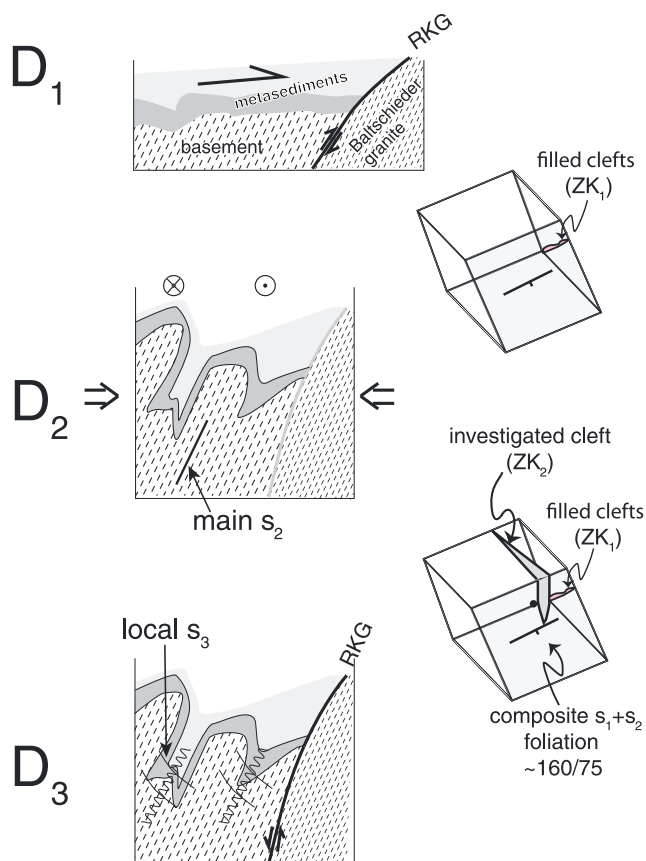 D1
RKG
metasediments
basement
Baltschieder
granite
filled clefts
(ZK1)
D2
main s2
investigated cleft
(ZK2)
filled clefts
(ZK1)
composite s1+s2
foliation
~160/75
D3
local s3
RKG